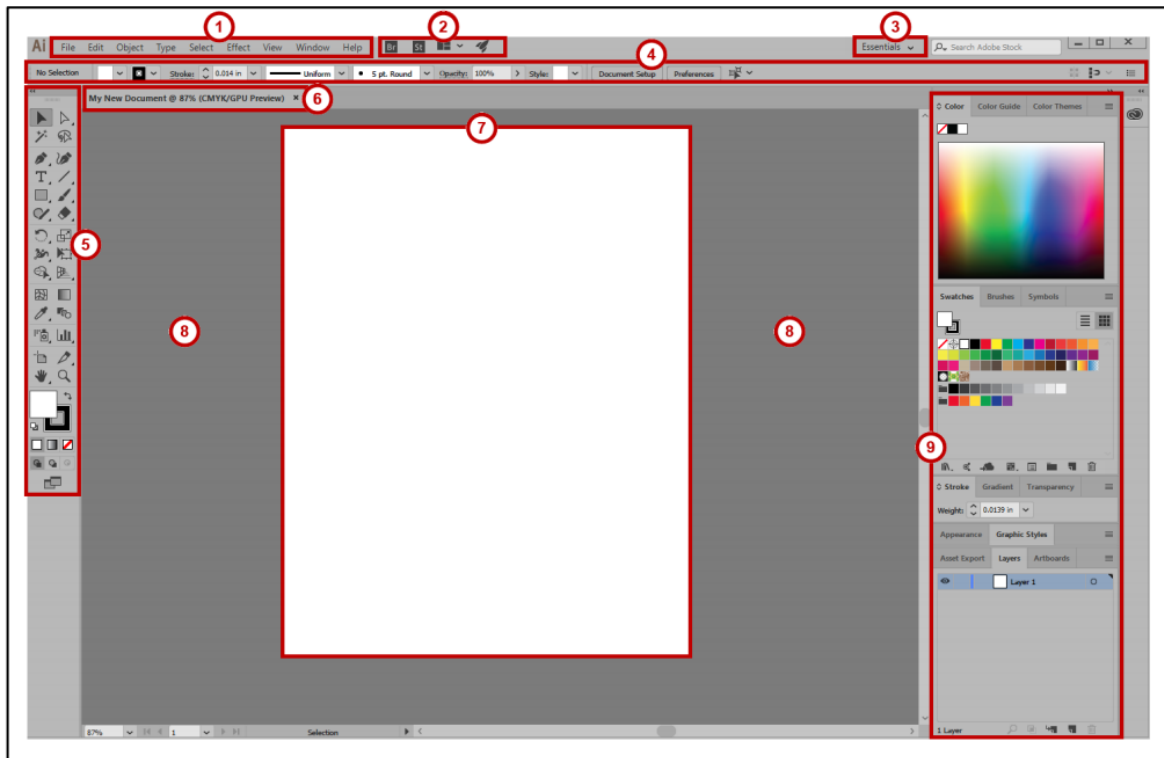 1 2 3
Ai File Edit Object Type Select Effect View Window Help Br St Essentials Search Adobe Stock
4
No Selection Stroke: 0.014 in Uniform 5 pt. Round Opacity: 100% Style: Document Setup Preferences
My New Document @ 87% (CMYK/GPU Preview) × 6
7
Color Color Guide Color Themes
T
5
8 8
Swatches Brushes Symbols
9
Stroke Gradient Transparency
Weight: 0.0139 in
Appearance Graphic Styles
Asset Export Layers Artboards
Layer 1
87% 1 Selection 1 Layer